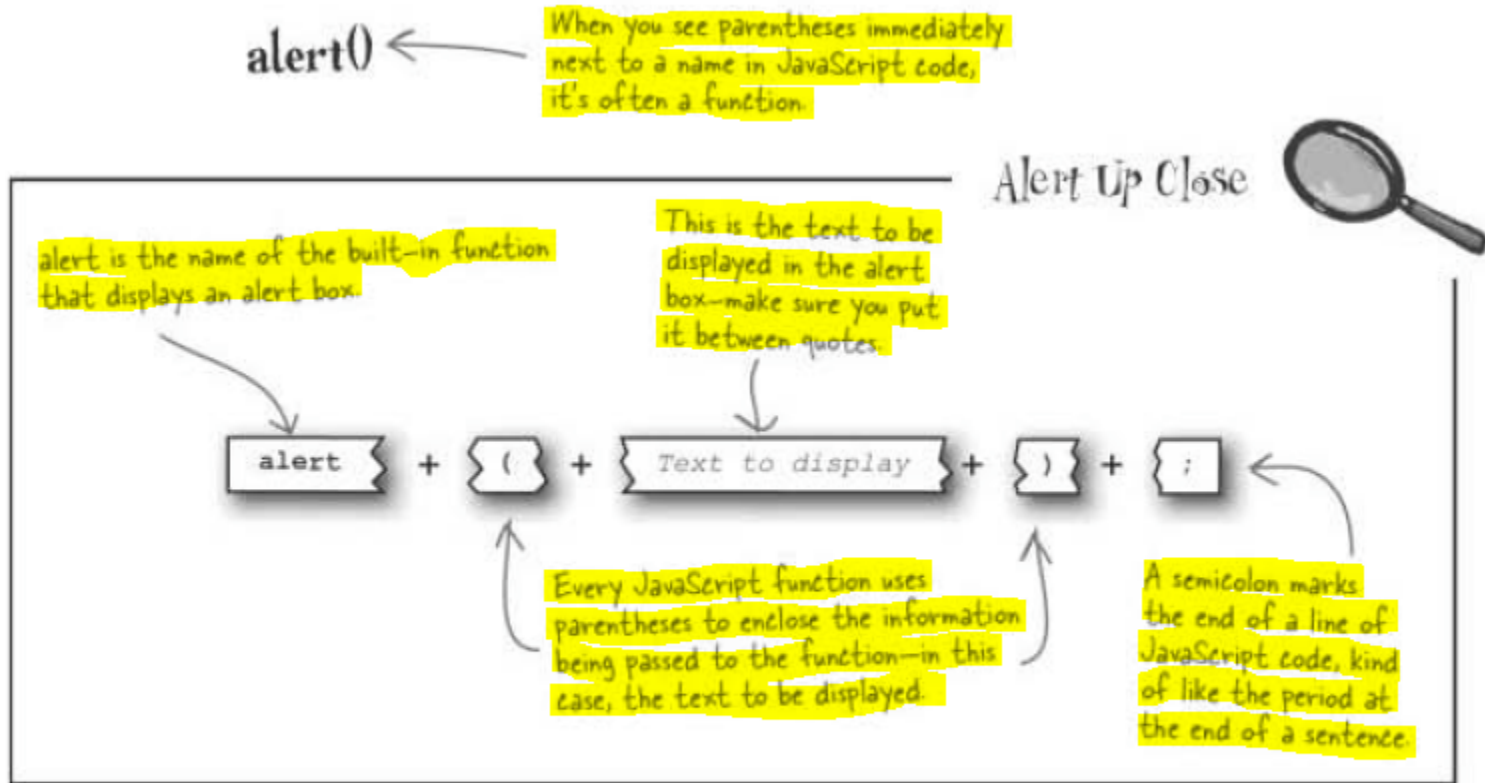 alert()
When you see parentheses immediately
next to a name in JavaScript code,
it's often a function.
Alert Up Close
alert is the name of the built-in function
that displays an alert box.
This is the text to be
displayed in the alert
box—make sure you put
it between quotes.
alert + ( + Text to display + ) + ;
Every JavaScript function uses
parentheses to enclose the information
being passed to the function—in this
case, the text to be displayed.
A semicolon marks
the end of a line of
JavaScript code, kind
of like the period at
the end of a sentence.